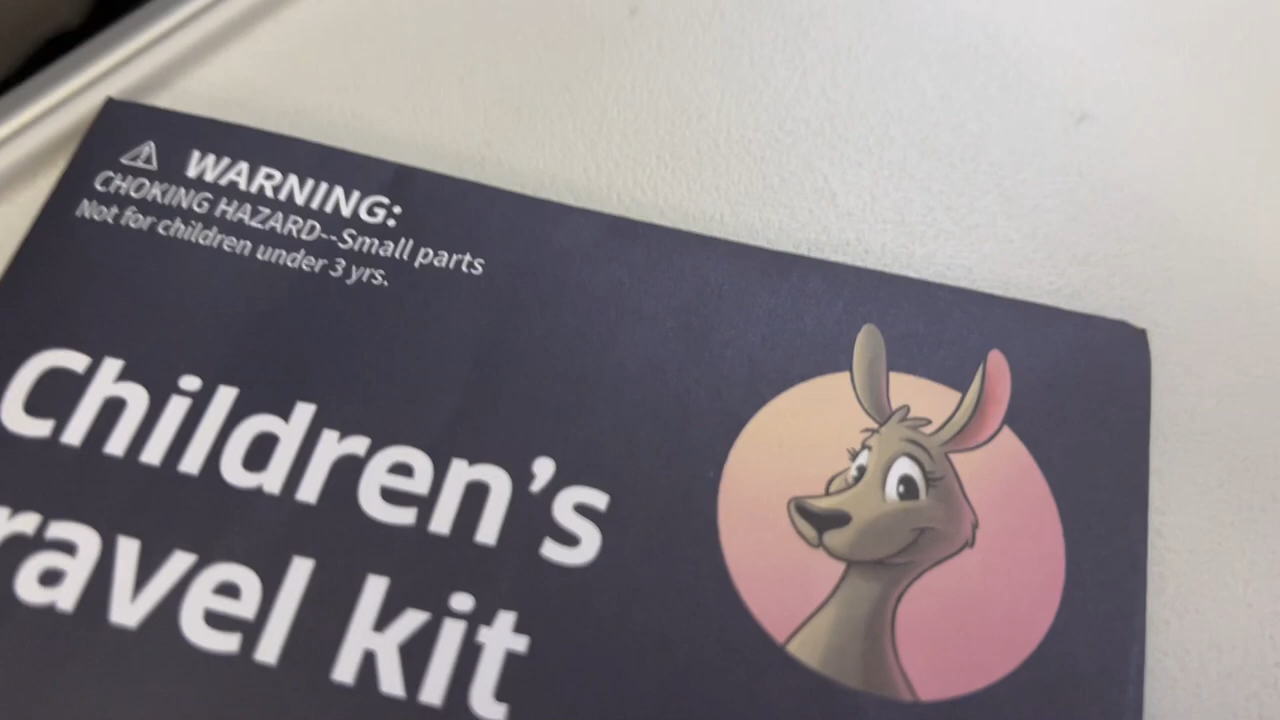 WARNING:
CHOKING HAZARD--Small parts
Not for children under 3 yrs.
Children's
ravel kit